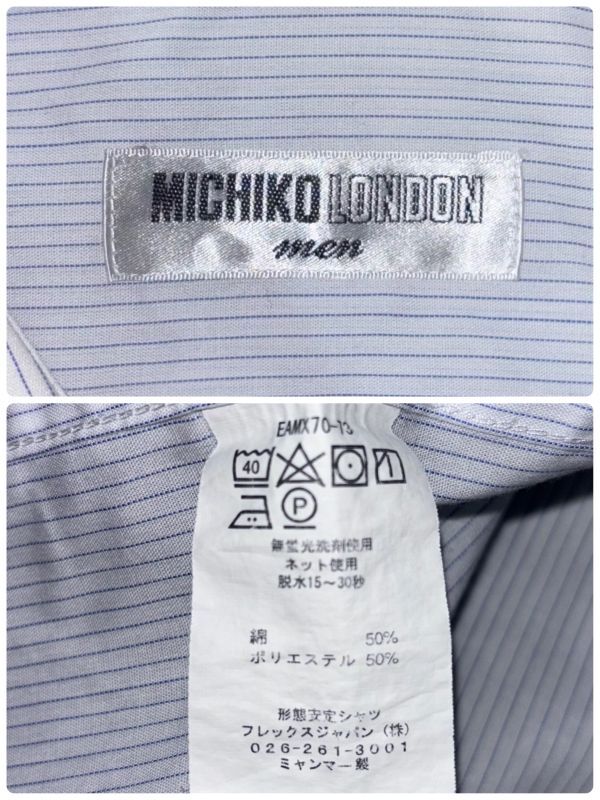 MICHIKO LONDON
men
EAMX70-13
40
P
無蛍光洗剤使用
ネット使用
脱水15～30秒
綿 50%
ポリエステル 50%
形態安定シャツ
フレックスジャパン（株）
026-261-3001
ミャンマー製